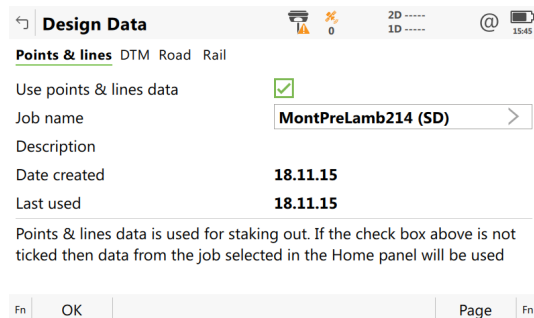 Design Data
0
2D -----
1D -----
@
15:45
Points & lines DTM Road Rail
Use points & lines data
Job name MontPreLamb214 (SD)
Description
Date created 18.11.15
Last used 18.11.15
Points & lines data is used for staking out. If the check box above is not
ticked then data from the job selected in the Home panel will be used
Fn OK Page Fn